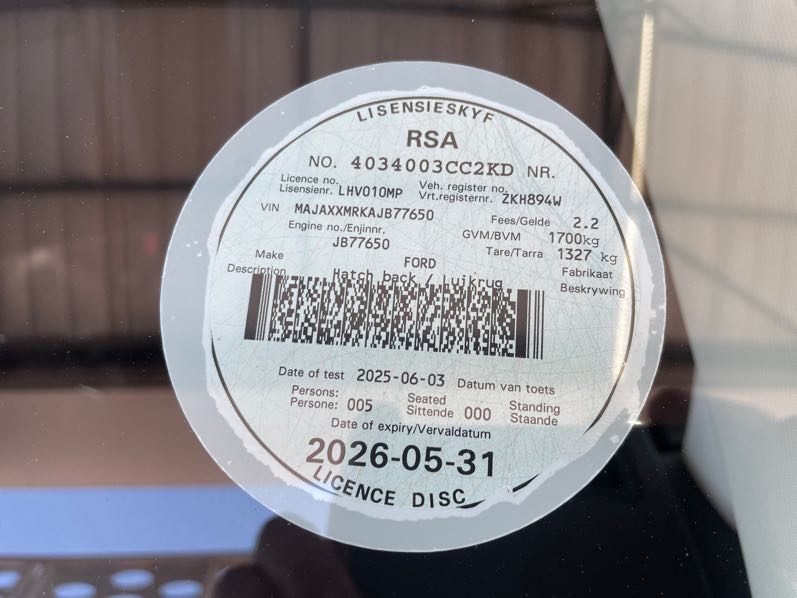 LISENSIESKYF
RSA
NO. 4034003CC2KD NR.
Licence no. Lisensienr. LHV010MP Veh. register no. Vrt.registernr. ZKH894W
VIN MAJAXXMRKAJB77650 Fees/Gelde 2.2
Engine no./Enjinnr. JB77650 GVM/BVM 1700kg
Tare/Tarra 1327 kg
Make FORD Fabrikaat
Description Hatch back / Luikrug Beskrywing
Date of test 2025-06-03 Datum van toets
Persons: Persone: 005 Seated Sittende 000 Standing Staande
Date of expiry/Vervaldatum
2026-05-31
LICENCE DISC